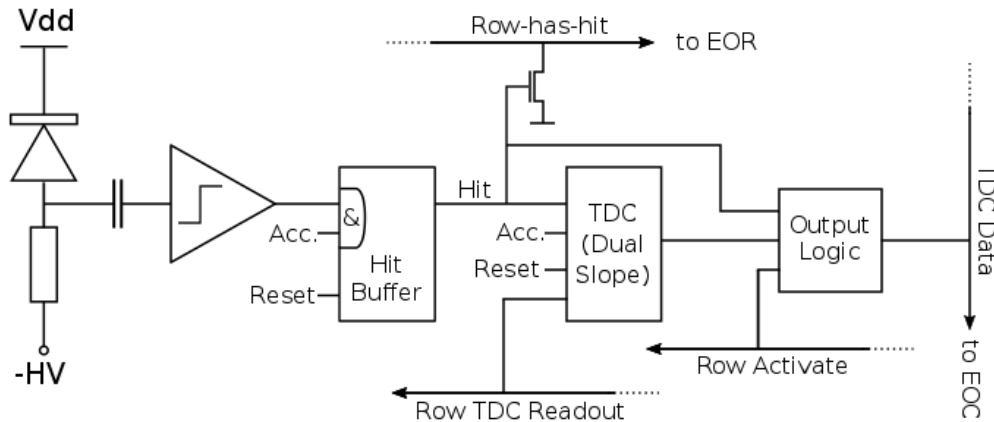 Vdd
Row-has-hit
to EOR
Hit
&
Acc.
Hit
Buffer
Reset
TDC
(Dual
Slope)
Acc.
Reset
Output
Logic
TDC Data
to EOC
-HV
Row Activate
Row TDC Readout